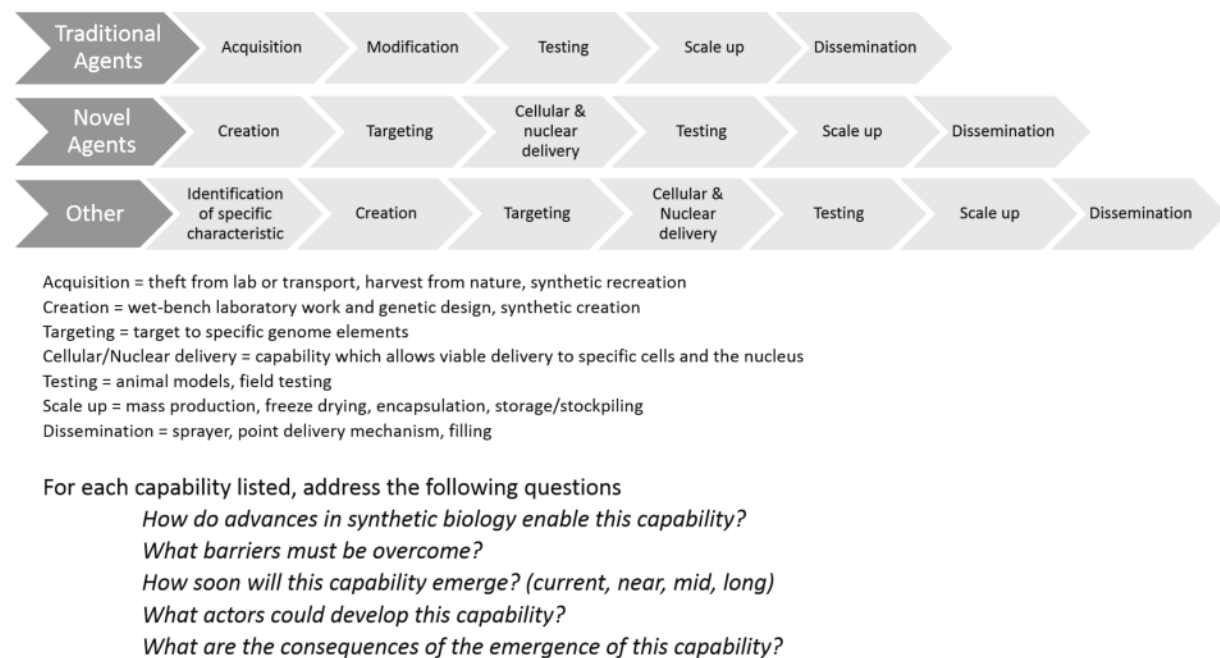 Traditional
Agents
Acquisition
Modification
Testing
Scale up
Dissemination
Novel
Agents
Creation
Targeting
Cellular &
nuclear
delivery
Testing
Scale up
Dissemination
Other
Identification
of specific
characteristic
Creation
Targeting
Cellular &
Nuclear
delivery
Testing
Scale up
Dissemination
Acquisition = theft from lab or transport, harvest from nature, synthetic recreation
Creation = wet-bench laboratory work and genetic design, synthetic creation
Targeting = target to specific genome elements
Cellular/Nuclear delivery = capability which allows viable delivery to specific cells and the nucleus
Testing = animal models, field testing
Scale up = mass production, freeze drying, encapsulation, storage/stockpiling
Dissemination = sprayer, point delivery mechanism, filling
For each capability listed, address the following questions
How do advances in synthetic biology enable this capability?
What barriers must be overcome?
How soon will this capability emerge? (current, near, mid, long)
What actors could develop this capability?
What are the consequences of the emergence of this capability?